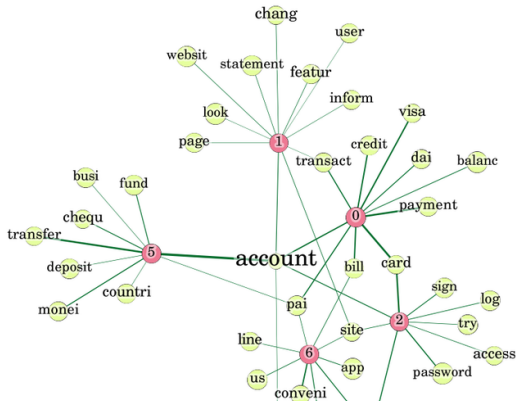 chang
user
websit
statement
featur
inform
look
page
1
visa
credit
transact
dai
balanc
busi
fund
payment
0
chequ
transfer
5
account
deposit
bill
card
countri
sign
monei
pai
log
site
2
try
line
6
access
app
password
us
conveni